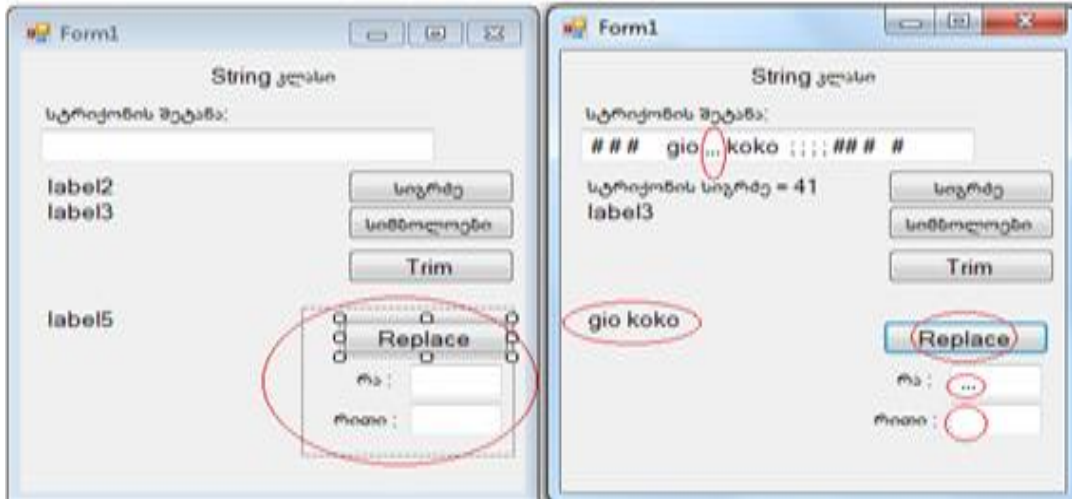 Form1
String კლასი
სტრიქონის შეტანა:
label2
სიგრძე
label3
სიმბოლოები
Trim
label5
Replace
რა :
რითი :
Form1
String კლასი
სტრიქონის შეტანა:
# # # gio ... koko ; ; ; ; ## # #
სტრიქონის სიგრძე = 41
სიგრძე
label3
სიმბოლოები
Trim
gio koko
Replace
რა : ...
რითი :